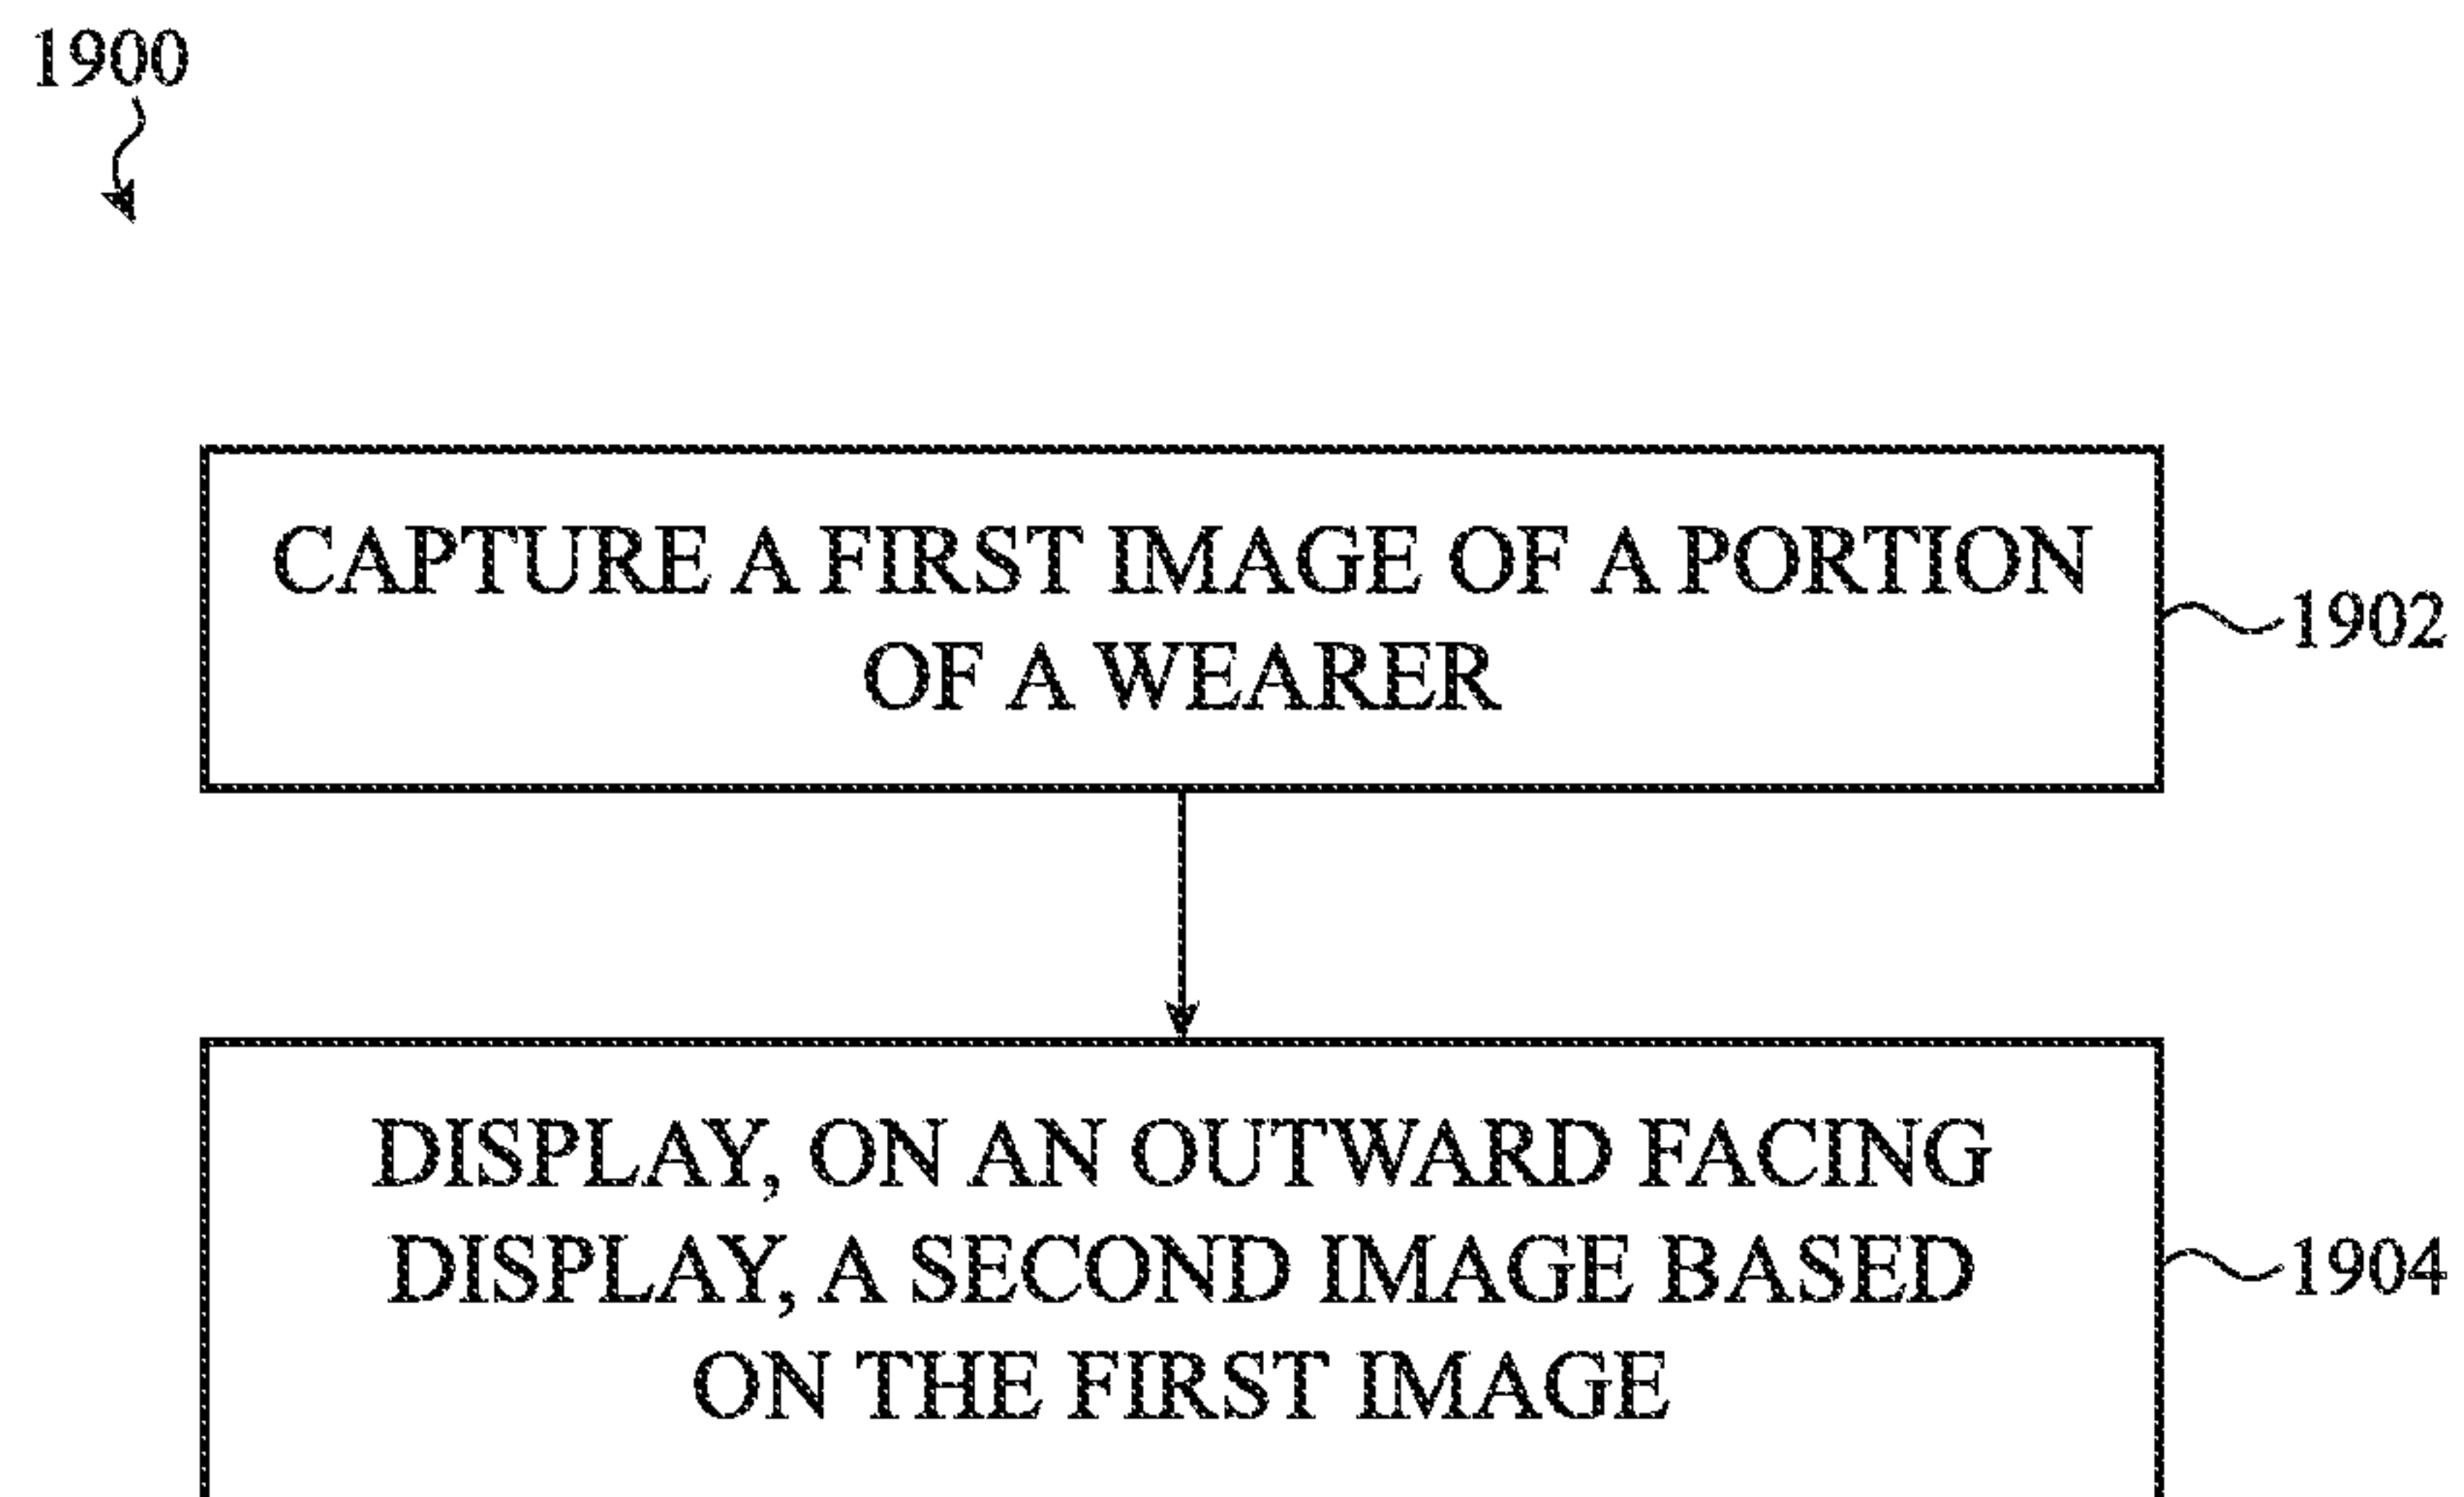 1900
CAPTURE A FIRST IMAGE OF A PORTION
OF A WEARER
1902
DISPLAY, ON AN OUTWARD FACING
DISPLAY, A SECOND IMAGE BASED
ON THE FIRST IMAGE
1904